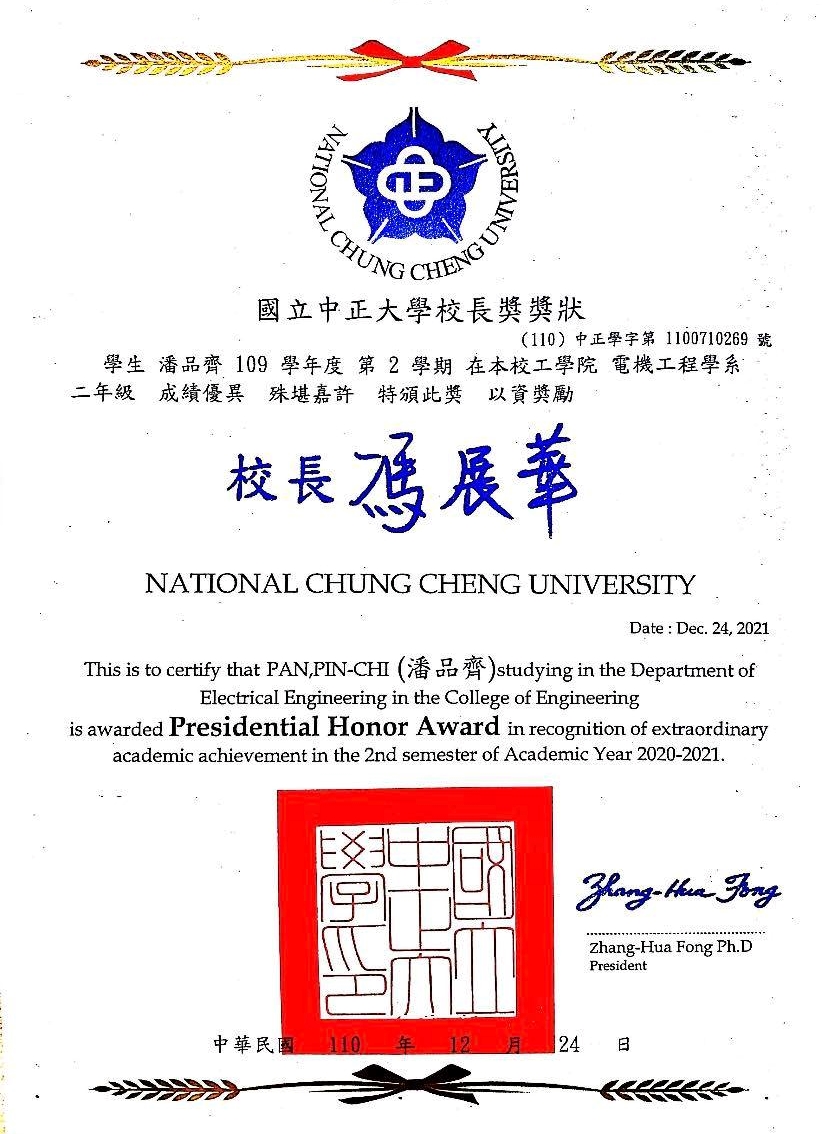 NATIONAL CHUNG CHENG UNIVERSITY
國立中正大學校長獎獎狀
(110) 中正學字第 1100710269 號
學生 潘品齊 109 學年度 第 2 學期 在本校工學院 電機工程學系
二年級 成績優異 殊堪嘉許 特頒此獎 以資獎勵
校長 馮展華
NATIONAL CHUNG CHENG UNIVERSITY
Date : Dec. 24, 2021
This is to certify that PAN,PIN-CHI (潘品齊)studying in the Department of
Electrical Engineering in the College of Engineering
is awarded Presidential Honor Award in recognition of extraordinary
academic achievement in the 2nd semester of Academic Year 2020-2021.
國立中正大學印
Zhang-Hua Fong
Zhang-Hua Fong Ph.D
President
中華民國 110 年 12 月 24 日